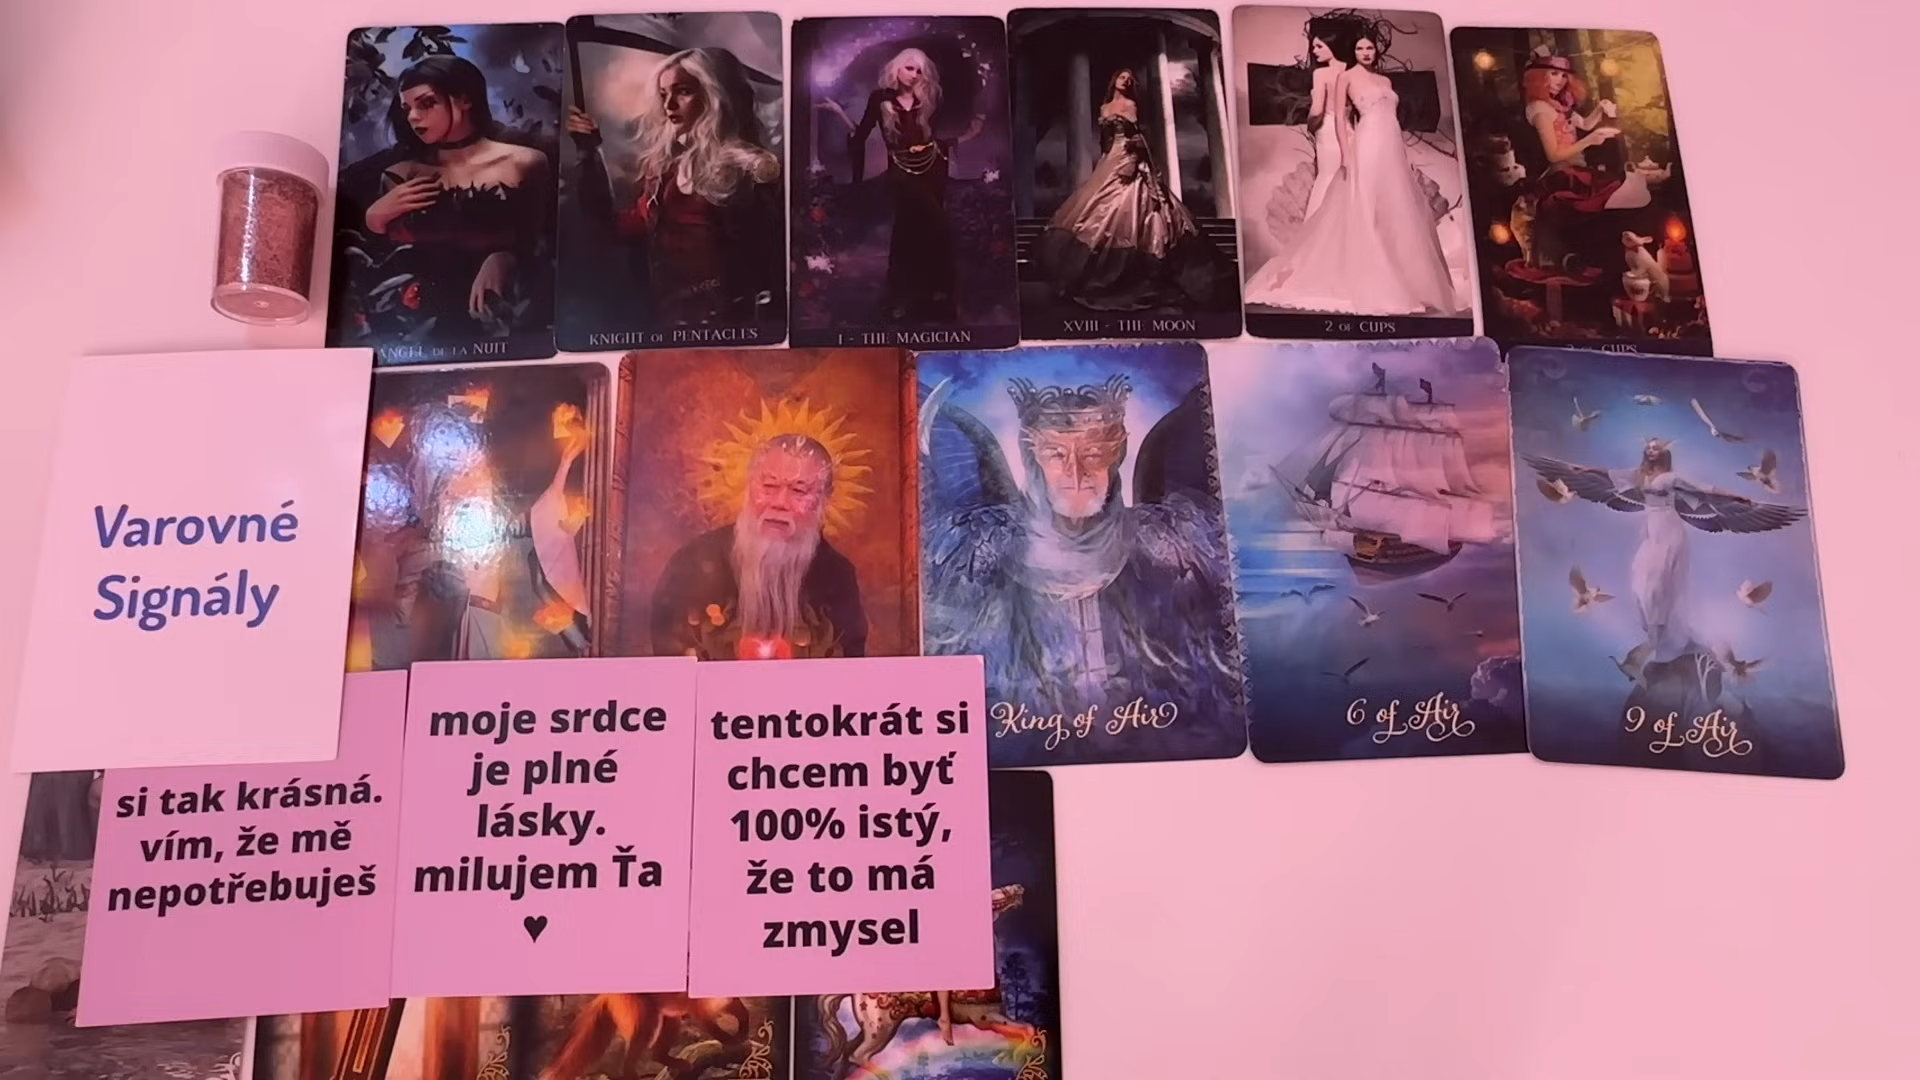 ANGEL DE LA NUIT
KNIGHT OF PENTACLES
I - THE MAGICIAN
XVIII - THE MOON
2 OF CUPS
CUPS
Varovné
Signály
King of Air
6 of Air
9 of Air
si tak krásná.
vím, že mě
nepotřebuješ
moje srdce
je plné
lásky.
milujem Ťa
♥
tentokrát si
chcem byť
100% istý,
že to má
zmysel